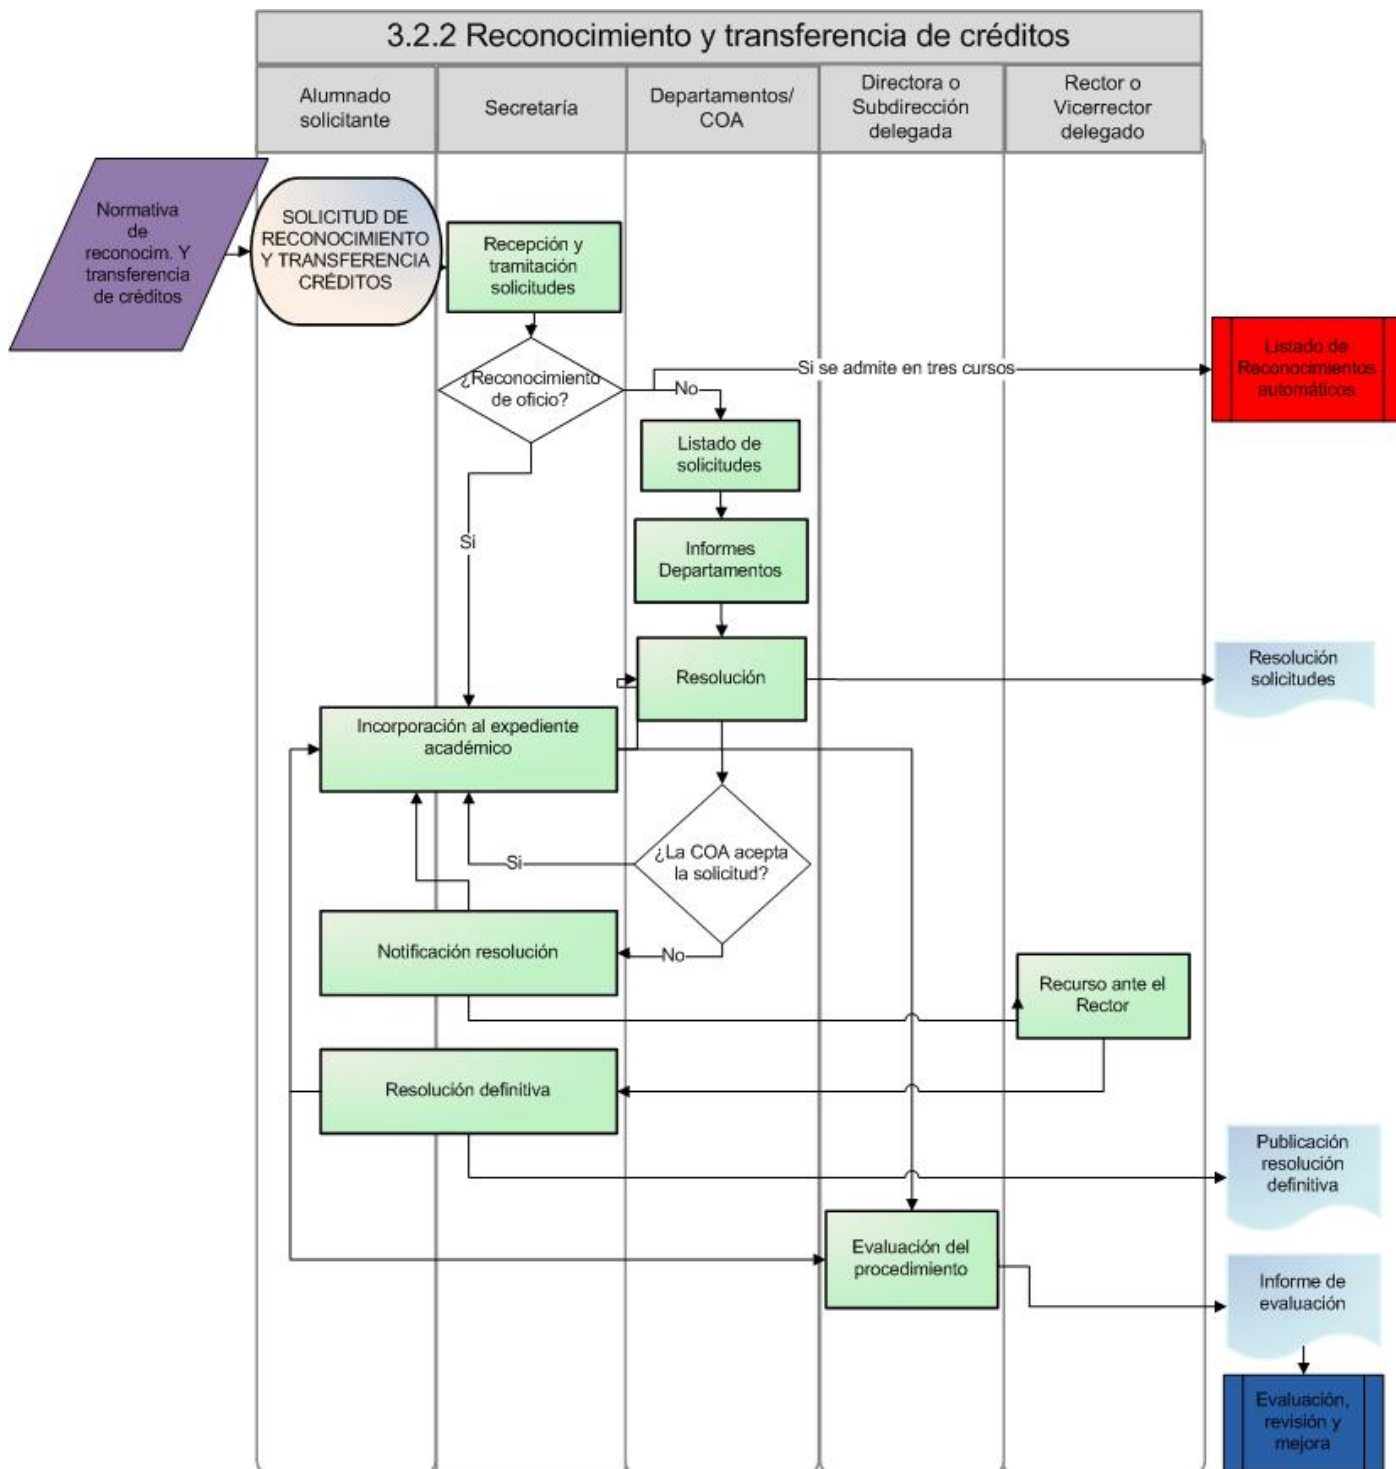 3.2.2 Reconocimiento y transferencia de créditos
Alumnado
solicitante
Secretaría
Departamentos/
COA
Directora o
Subdirección
delegada
Rector o
Vicerrector
delegado
Normativa
de
reconocim. Y
transferencia
de créditos
SOLICITUD DE
RECONOCIMIENTO
Y TRANSFERENCIA
CRÉDITOS
Recepción y
tramitación
solicitudes
¿Reconocimiento
de oficio?
Si se admite en tres cursos
No
Listado de
Reconocimientos
automáticos
Listado de
solicitudes
Si
Informes
Departamentos
Resolución
Resolución
solicitudes
Incorporación al expediente
académico
¿La COA acepta
la solicitud?
Si
Notificación resolución
No
Recurso ante el
Rector
Resolución definitiva
Publicación
resolución
definitiva
Evaluación del
procedimiento
Informe de
evaluación
Evaluación,
revisión y
mejora